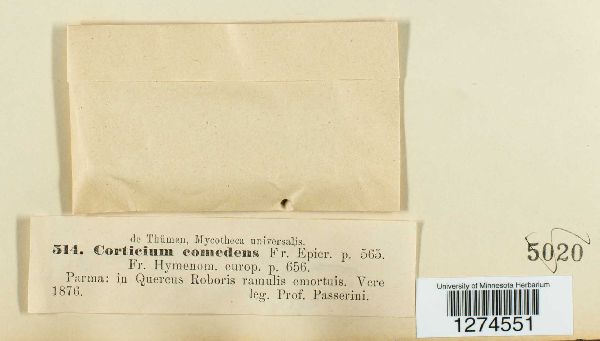 de Thümen, Mycotheca universalis.
514. Corticium comedens Fr. Epicr. p. 565.
Fr. Hymenom. europ. p. 656.
Parma: in Quercus Roboris ramulis emortuis. Vere
1876. leg. Prof. Passerini.
5020
University of Minnesota Herbarium
1274551